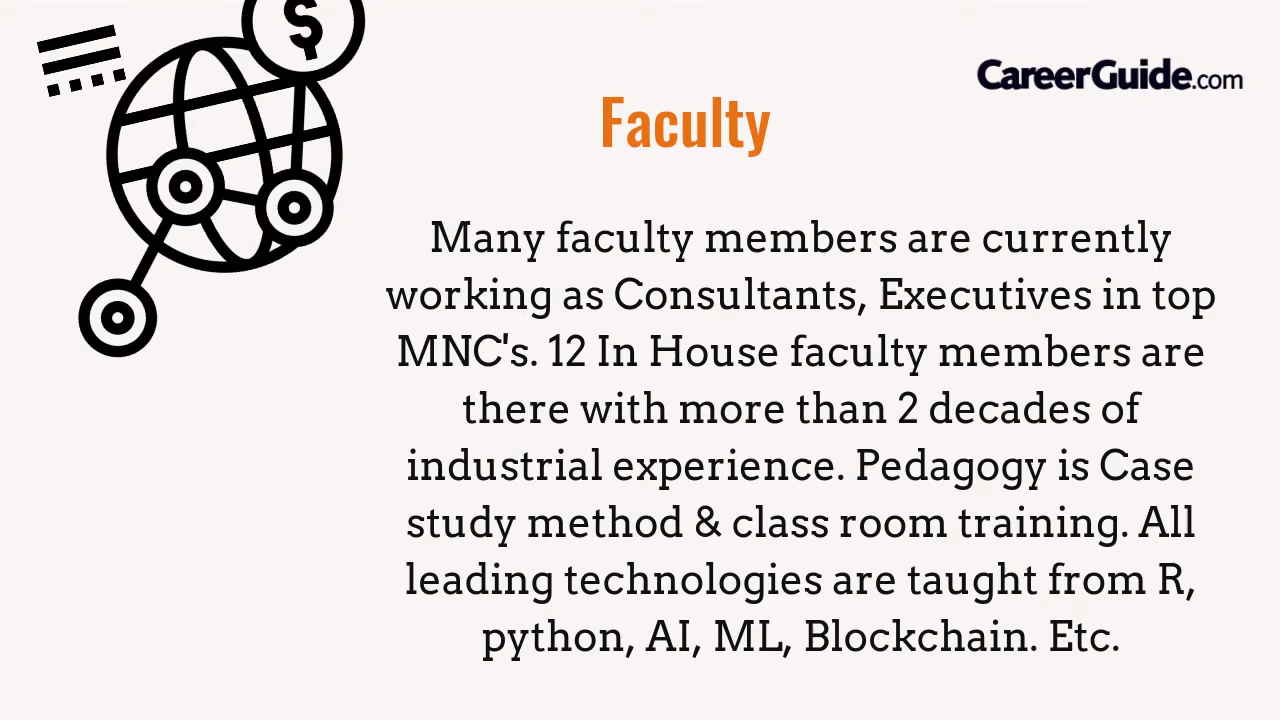 $
CareerGuide.com
Faculty
Many faculty members are currently
working as Consultants, Executives in top
MNC's. 12 In House faculty members are
there with more than 2 decades of
industrial experience. Pedagogy is Case
study method & class room training. All
leading technologies are taught from R,
python, AI, ML, Blockchain. Etc.